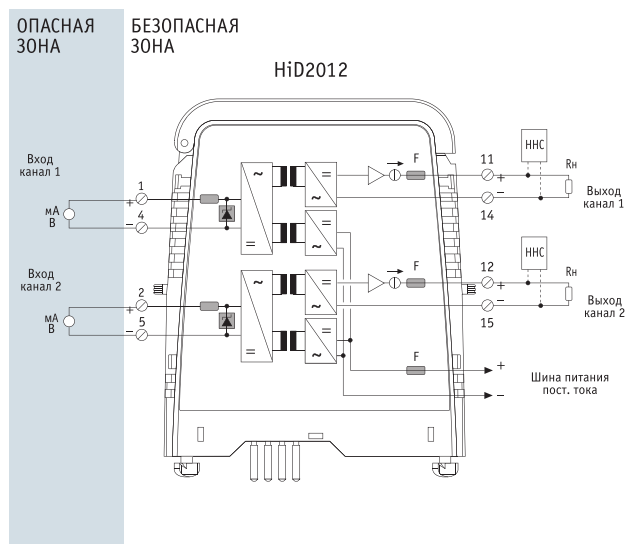 ОПАСНАЯ
ЗОНА
БЕЗОПАСНАЯ
ЗОНА
HiD2012
Вход
канал 1
мА
В
+
–
1
4
~
=
=
~
=
~
F
11
+
–
14
ННС
Rн
Выход
канал 1
Вход
канал 2
мА
В
+
–
2
5
~
=
=
~
=
~
F
12
+
–
15
ННС
Rн
Выход
канал 2
F
+
–
Шина питания
пост. тока